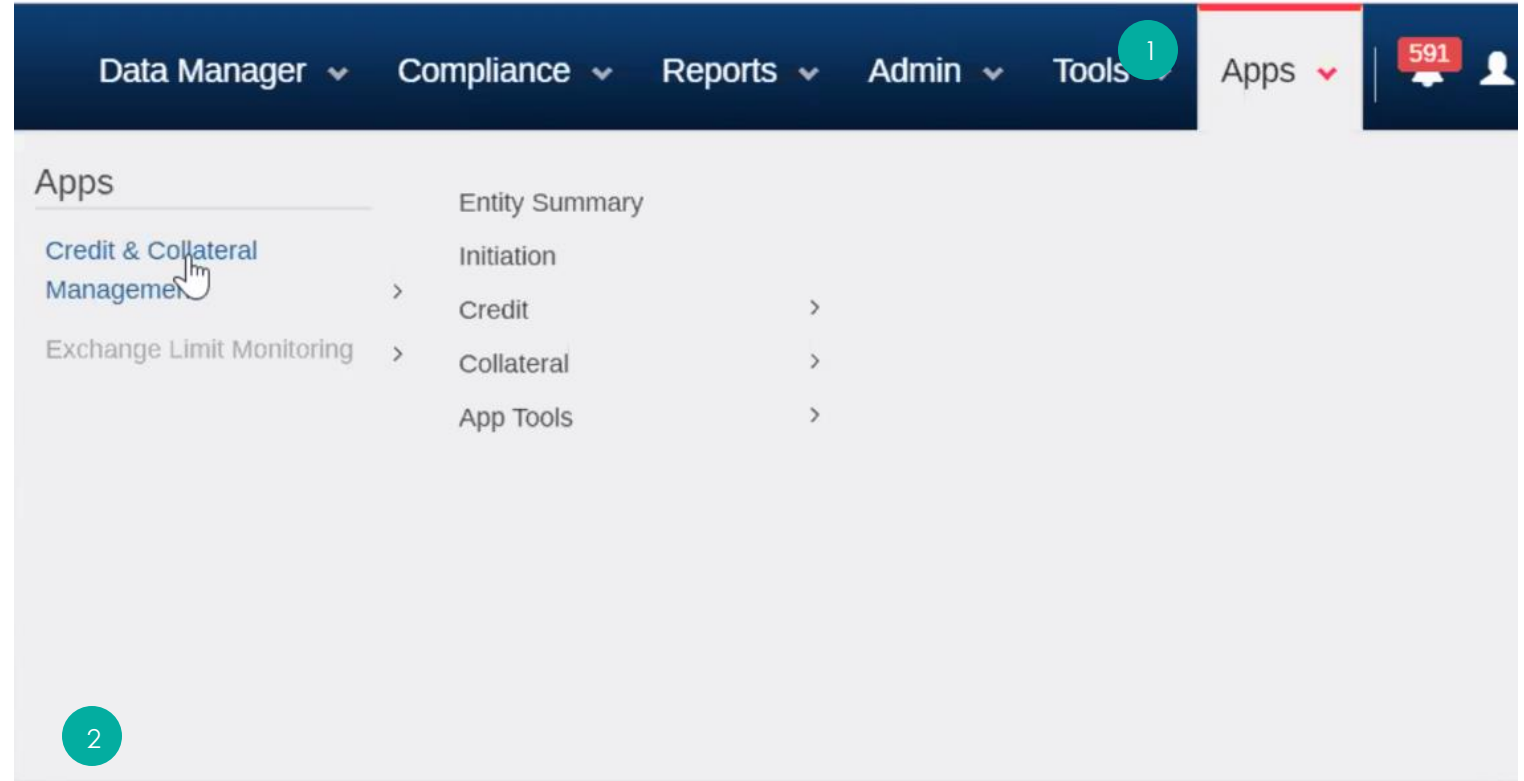 Data Manager Compliance Reports Admin Tools 1 Apps 591
Apps
Credit & Collateral
Management
Exchange Limit Monitoring
Entity Summary
Initiation
Credit
Collateral
App Tools
2